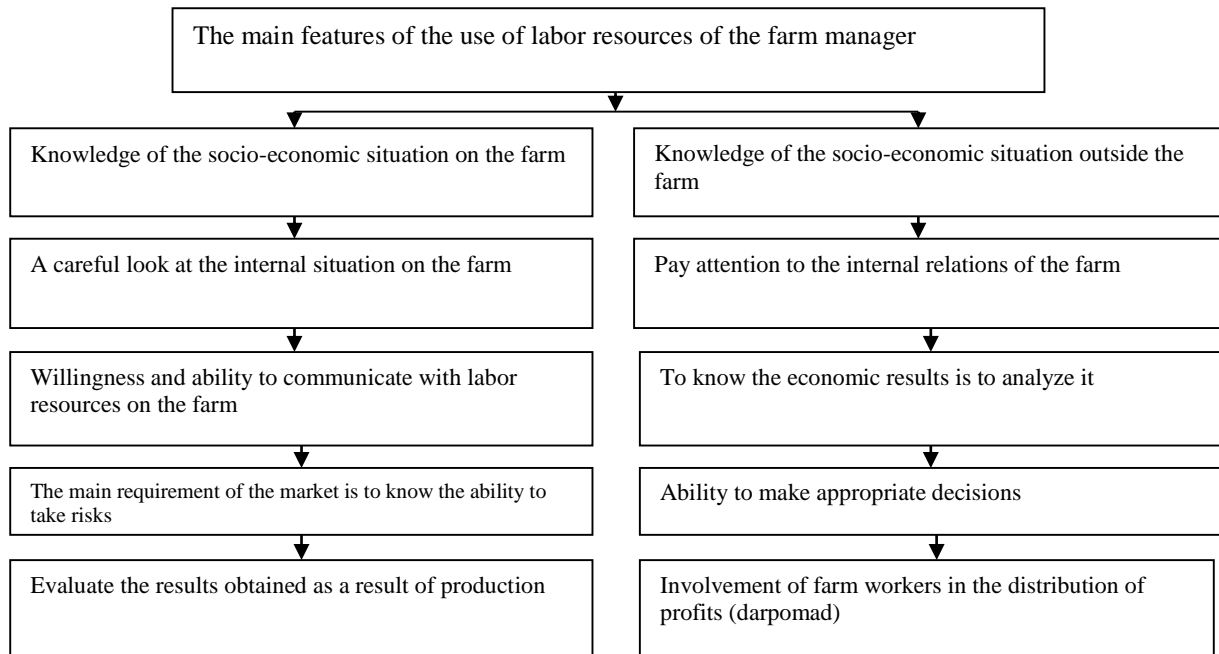 The main features of the use of labor resources of the farm manager
Knowledge of the socio-economic situation on the farm
Knowledge of the socio-economic situation outside the
farm
A careful look at the internal situation on the farm
Pay attention to the internal relations of the farm
Willingness and ability to communicate with labor
resources on the farm
To know the economic results is to analyze it
The main requirement of the market is to know the ability to
take risks
Ability to make appropriate decisions
Evaluate the results obtained as a result of production
Involvement of farm workers in the distribution of
profits (darpomad)